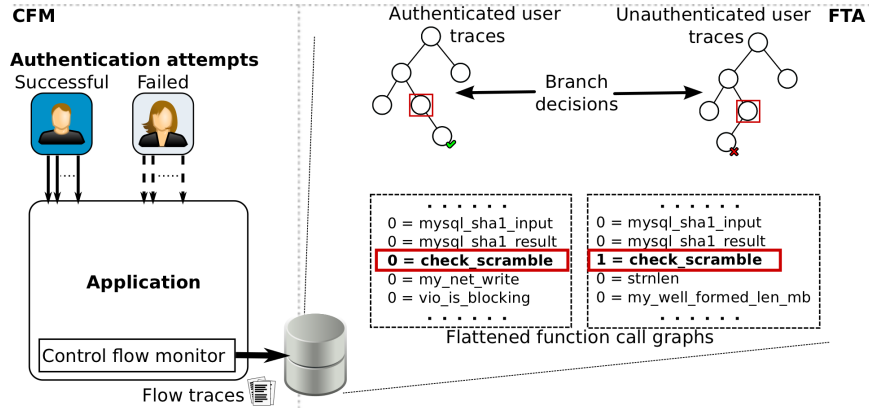 CFM
Authentication attempts
Successful
Failed
.....
......
Application
Control flow monitor
Flow traces
FTA
Authenticated user
traces
Unauthenticated user
traces
Branch
decisions
. . . . . .
0 = mysql_sha1_input
0 = mysql_sha1_result
0 = check_scramble
0 = my_net_write
0 = vio_is_blocking
. . . . . .
. . . . . .
0 = mysql_sha1_input
0 = mysql_sha1_result
1 = check_scramble
0 = strnlen
0 = my_well_formed_len_mb
. . . . . .
Flattened function call graphs